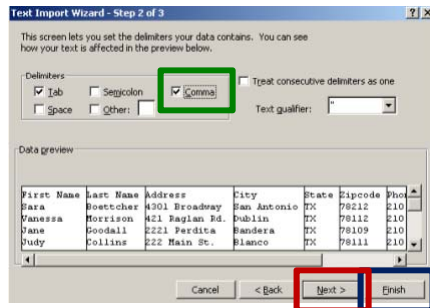 Text Import Wizard - Step 2 of 3
This screen lets you set the delimiters your data contains. You can see
how your text is affected in the preview below.
Delimiters
Tab Semicolon Comma
Space Other:
Treat consecutive delimiters as one
Text qualifier: "
Data preview
First Name Last Name Address City State Zipcode Phon
Sara Boettcher 4301 Broadway San Antonio TX 78212 210
Vanessa Morrison 421 Raglan Rd. Dublin TX 78112 210
Jane Goodall 2221 Perdita Bandera TX 78109 210
Judy Collins 222 Main St. Blanco TX 78111 210
Cancel < Back Next > Finish